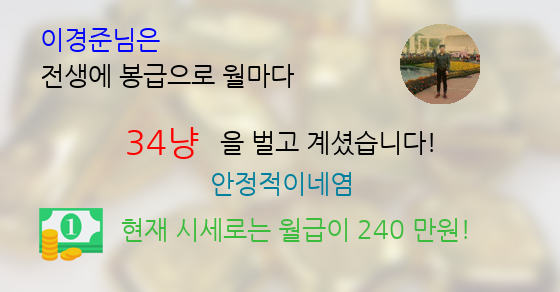 이경준님은
전생에 봉급으로 월마다
34냥 을 벌고 계셨습니다!
안정적이네염
1
현재 시세로는 월급이 240 만원!